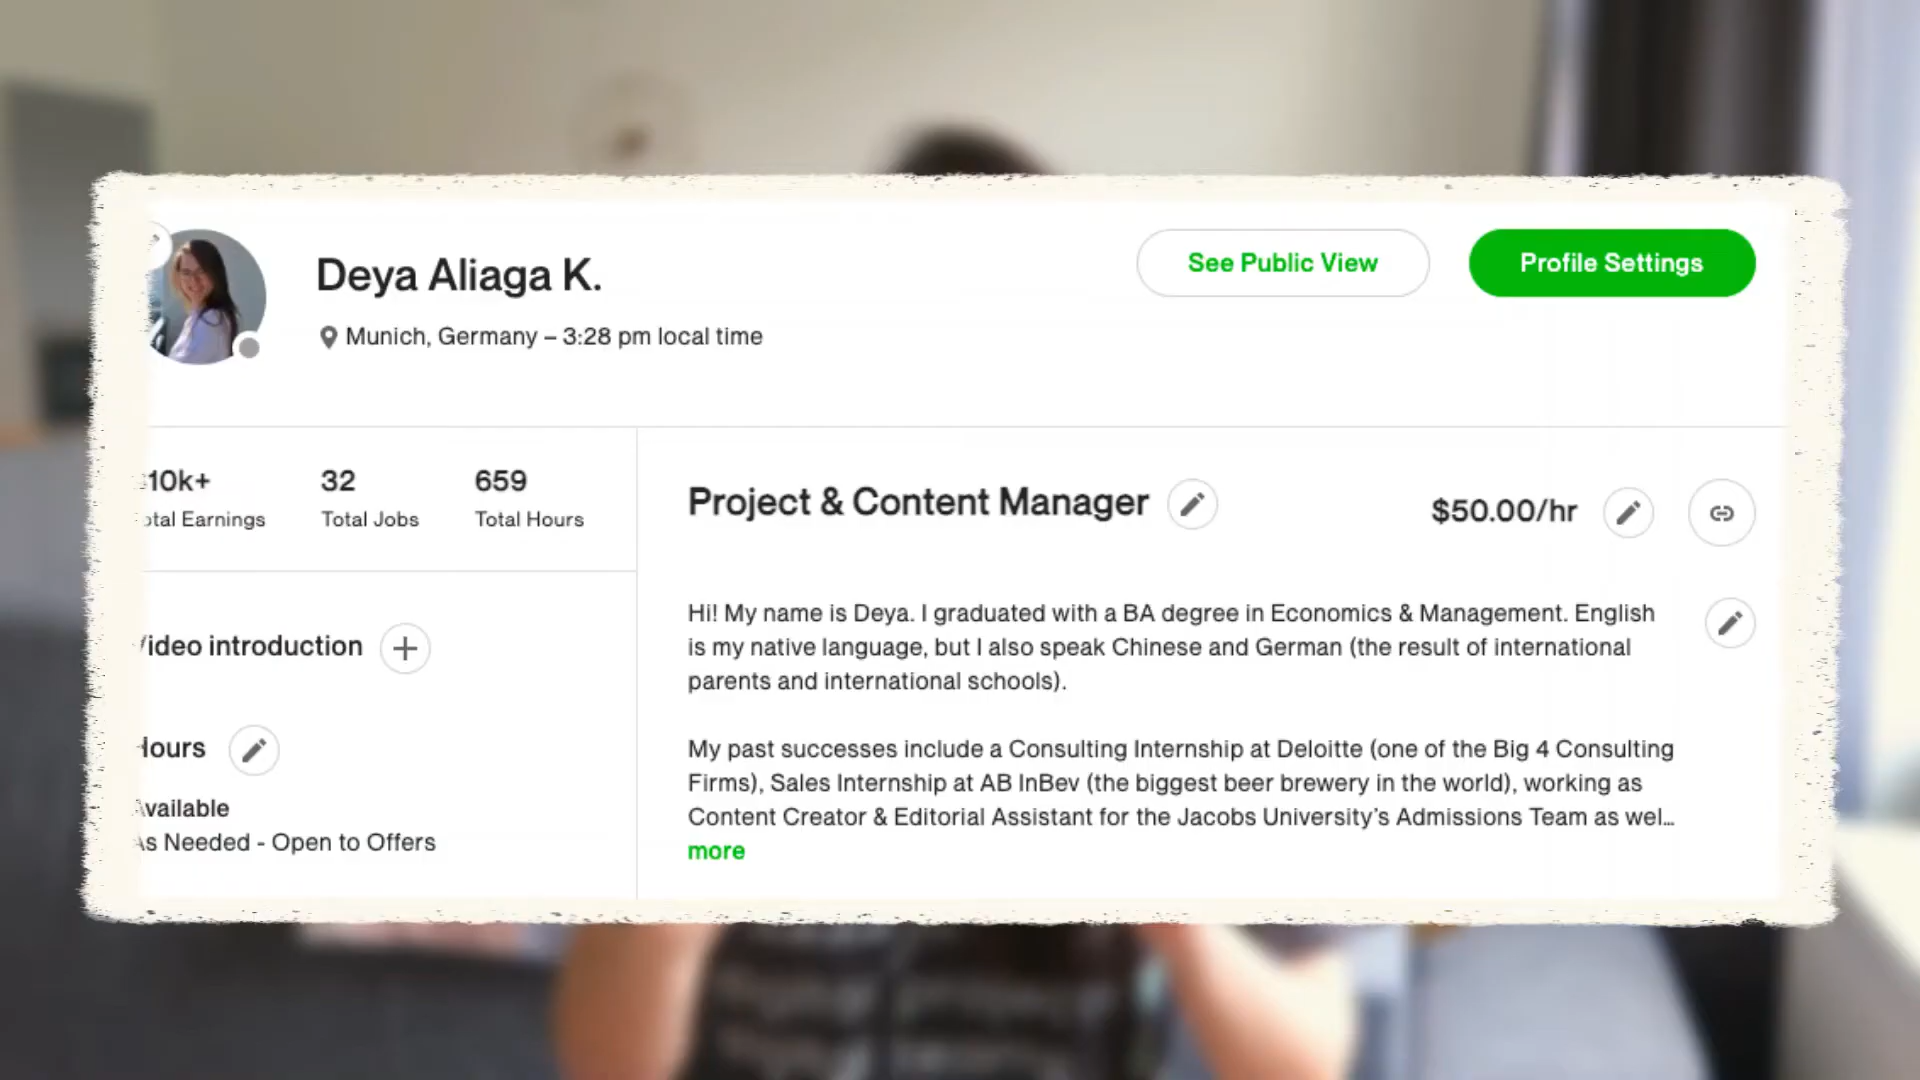 Deya Aliaga K.
Munich, Germany – 3:28 pm local time
See Public View
Profile Settings
10k+
Earnings
32
Total Jobs
659
Total Hours
introduction
Available
Needed - Open to Offers
Project & Content Manager
$50.00/hr
Hi! My name is Deya. I graduated with a BA degree in Economics & Management. English
is my native language, but I also speak Chinese and German (the result of international
parents and international schools).
My past successes include a Consulting Internship at Deloitte (one of the Big 4 Consulting
Firms), Sales Internship at AB InBev (the biggest beer brewery in the world), working as
Content Creator & Editorial Assistant for the Jacobs University’s Admissions Team as wel…
more